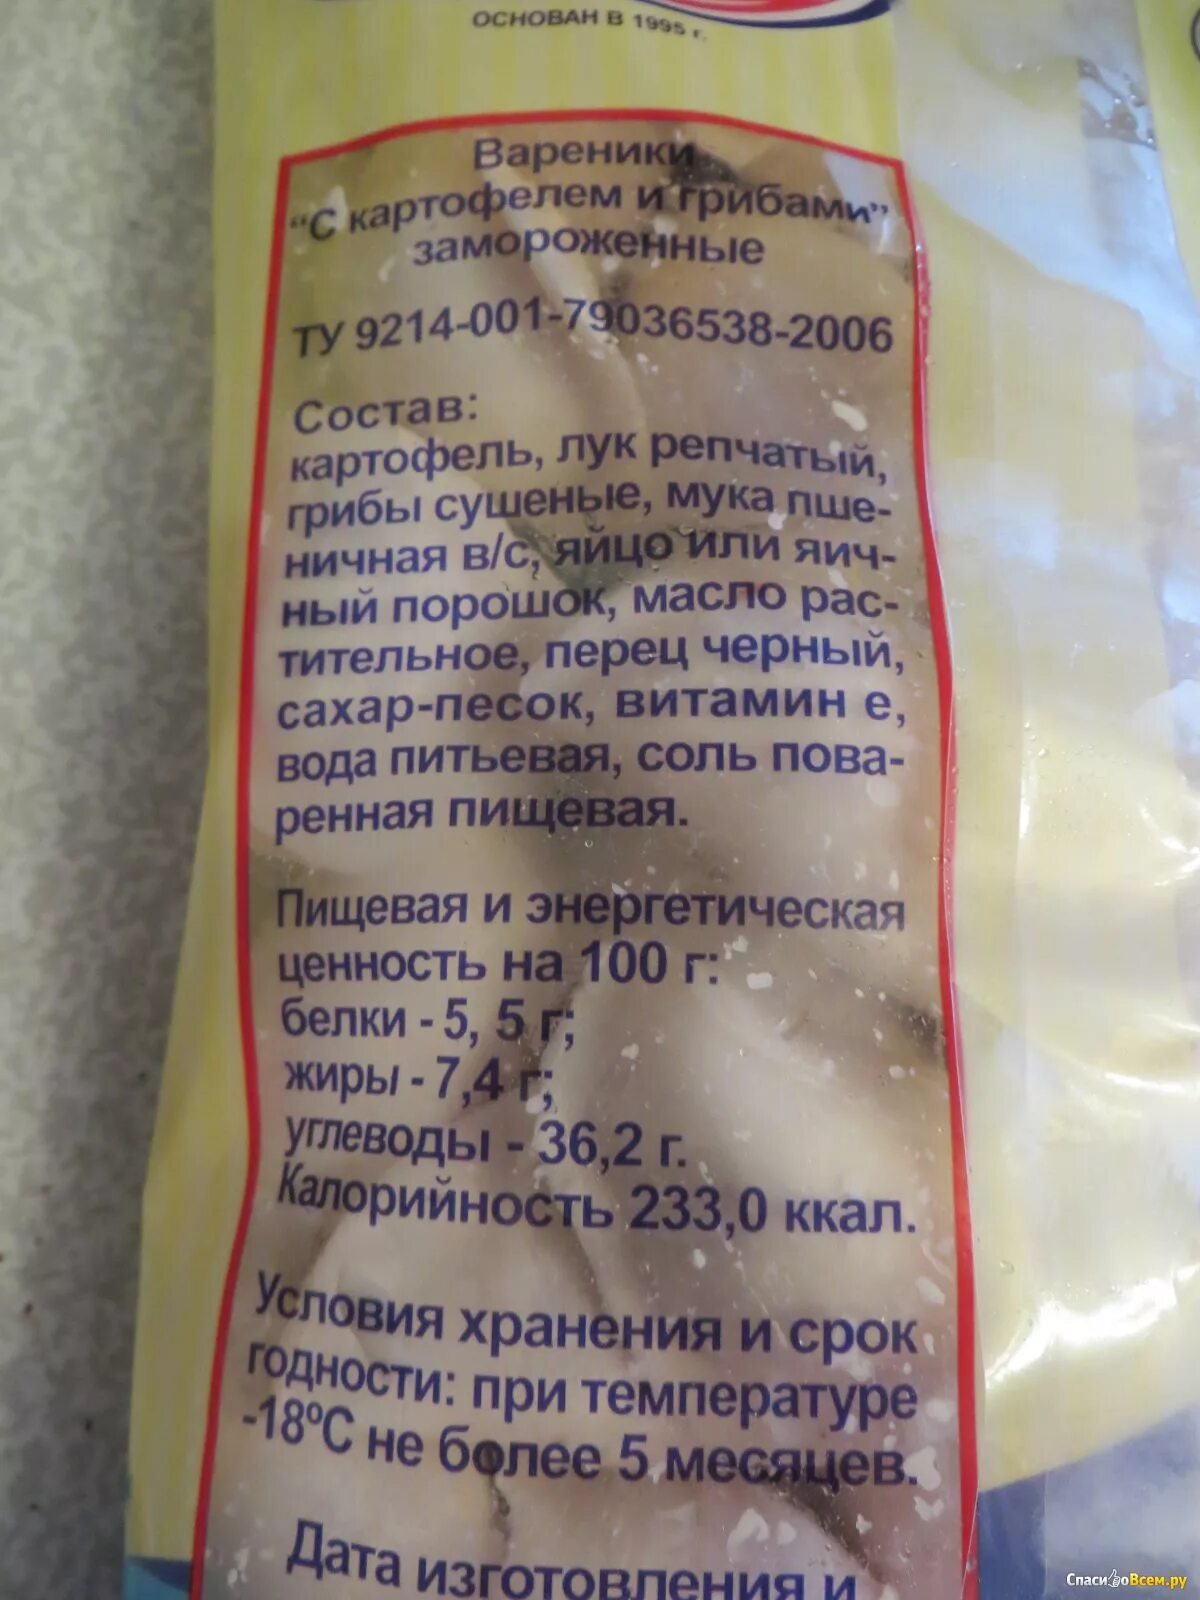 ОСНОВАН В 1995 г.
Вареники
"С картофелем и грибами"
замороженные
ТУ 9214-001-79036538-2006
Состав:
картофель, лук репчатый,
грибы сушеные, мука пше-
ничная в/с, яйцо или яич-
ный порошок, масло рас-
тительное, перец черный,
сахар-песок, витамин е,
вода питьевая, соль пова-
ренная пищевая.
Пищевая и энергетическая
ценность на 100 г:
белки - 5, 5 г;
жиры - 7,4 г;
углеводы - 36,2 г.
Калорийность 233,0 ккал.
Условия хранения и срок
годности: при температуре
-18ºС не более 5 месяцев.
Дата изготовления и
СпасибоВсем.ру